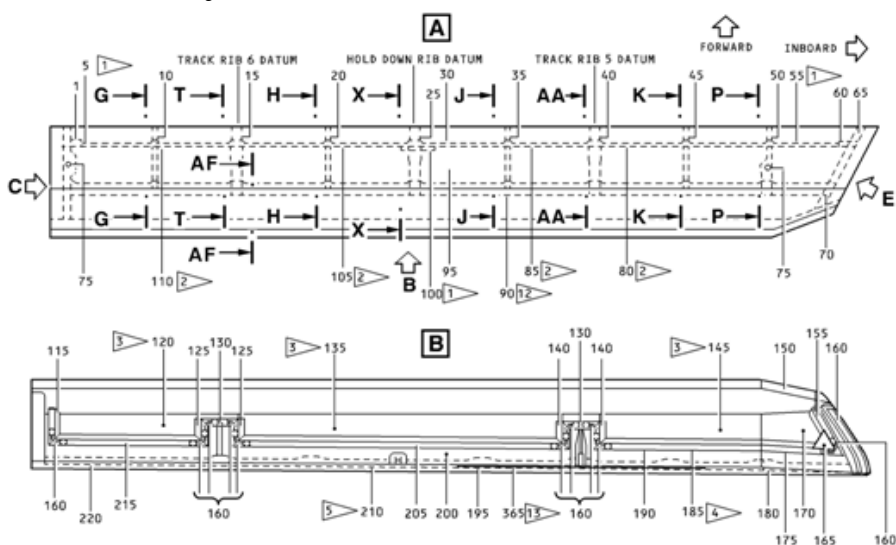 A
FORWARD
INBOARD
5 1 10 TRACK RIB 6 DATUM 15 20 HOLD DOWN RIB DATUM 30 35 TRACK RIB 5 DATUM 40 45 50 55 1 60 65
1 25
G T H X J AA K P
AF
C E
G T H X J AA K P
AF
75 110 2 105 2 B 100 1 95 90 12 85 2 80 2 75 70
B
115 3 120 125 130 125 3 135 140 130 140 3 145 150 155 160
H
160 220 215 160 5 210 205 200 195 365 13 160 190 185 4 180 175 170 165 160